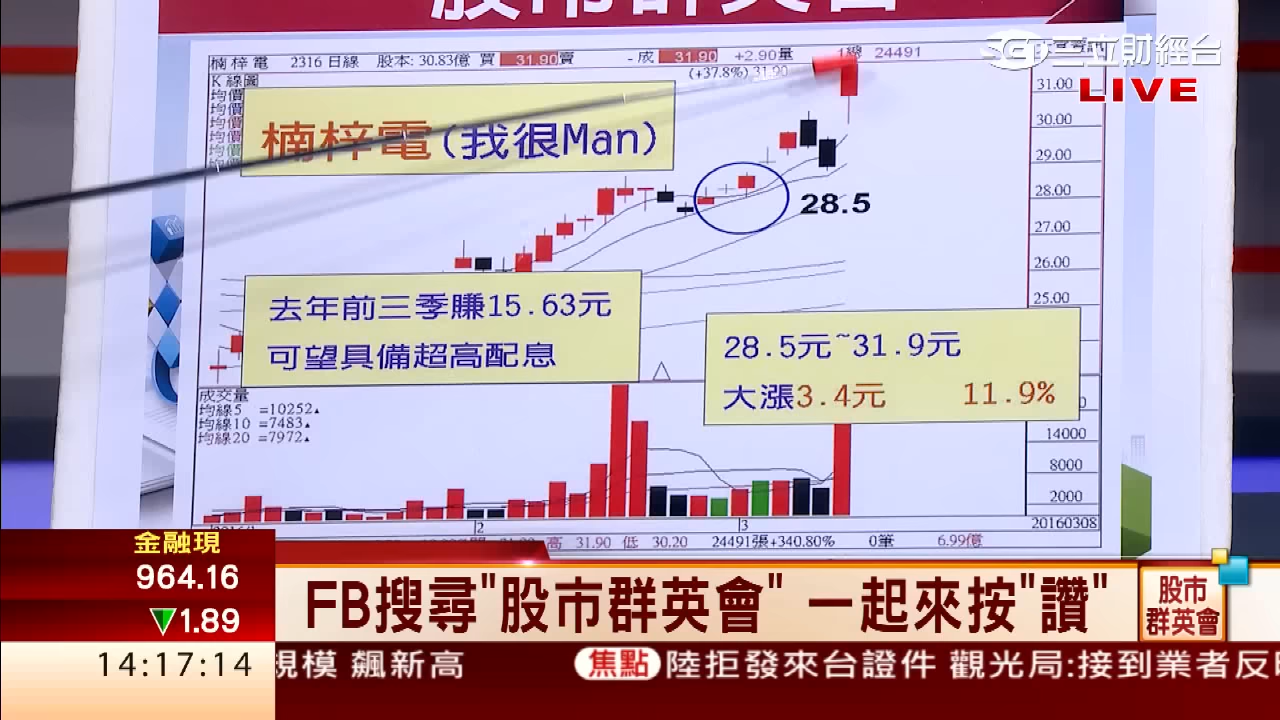 股市群英會
三立財經台
LIVE
楠梓電 2316 日線 股本: 30.83億 買 31.90 賣 - 成 31.90 +2.90 量 24491
(+37.8%) 31.90
K線圖
均價
均價
均價
均價
均價
楠梓電(我很Man)
31.00
30.00
29.00
28.00
27.00
26.00
25.00
28.5
去年前三季賺15.63元
可望具備超高配息
28.5元~31.9元
大漲3.4元 11.9%
成交量
均線5 =10252▲
均線10 =7483▲
均線20 =7972▲
14000
8000
2000
2
3
20160308
高 31.90 低 30.20 24491張+340.80% 0筆 6.99億
金融現
964.16
▼1.89
FB搜尋"股市群英會" 一起來按"讚"
股市
群英會
14:17:14
規模 飆新高 焦點 陸拒發來台證件 觀光局:接到業者反